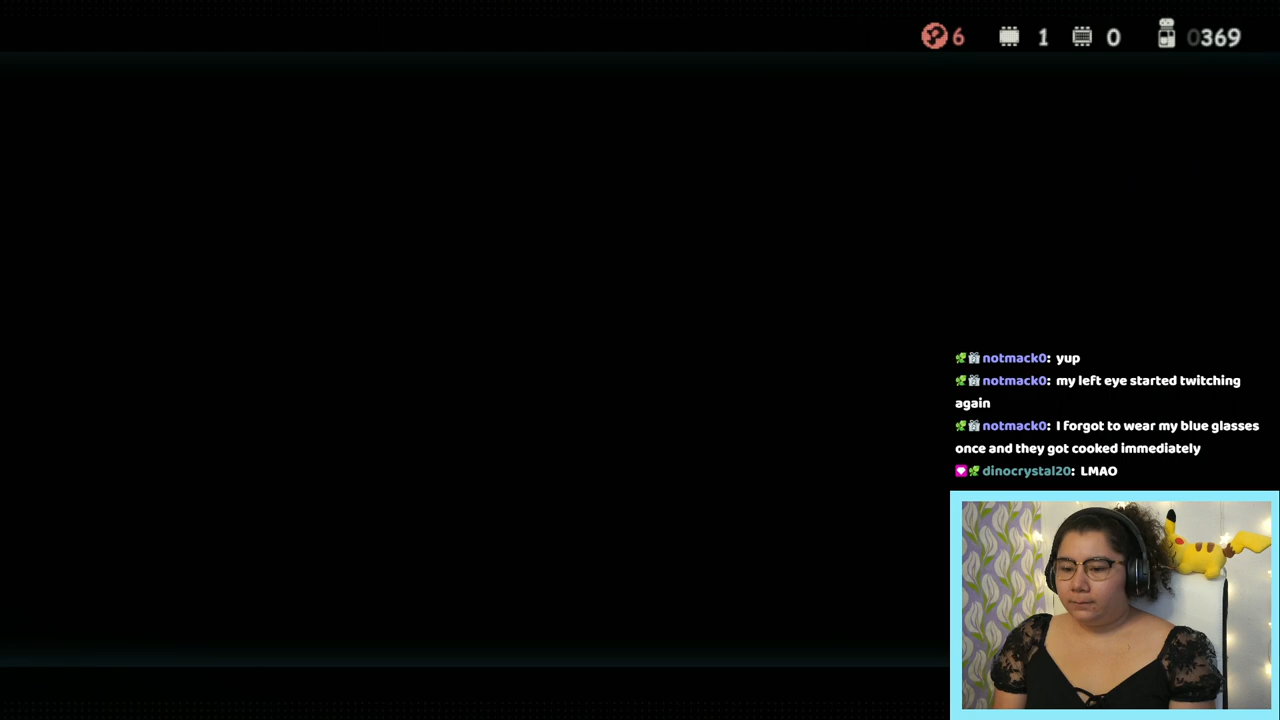 6 1 0 0369
notmack0: yup
notmack0: my left eye started twitching
again
notmack0: I forgot to wear my blue glasses
once and they got cooked immediately
dinocrystal20: LMAO